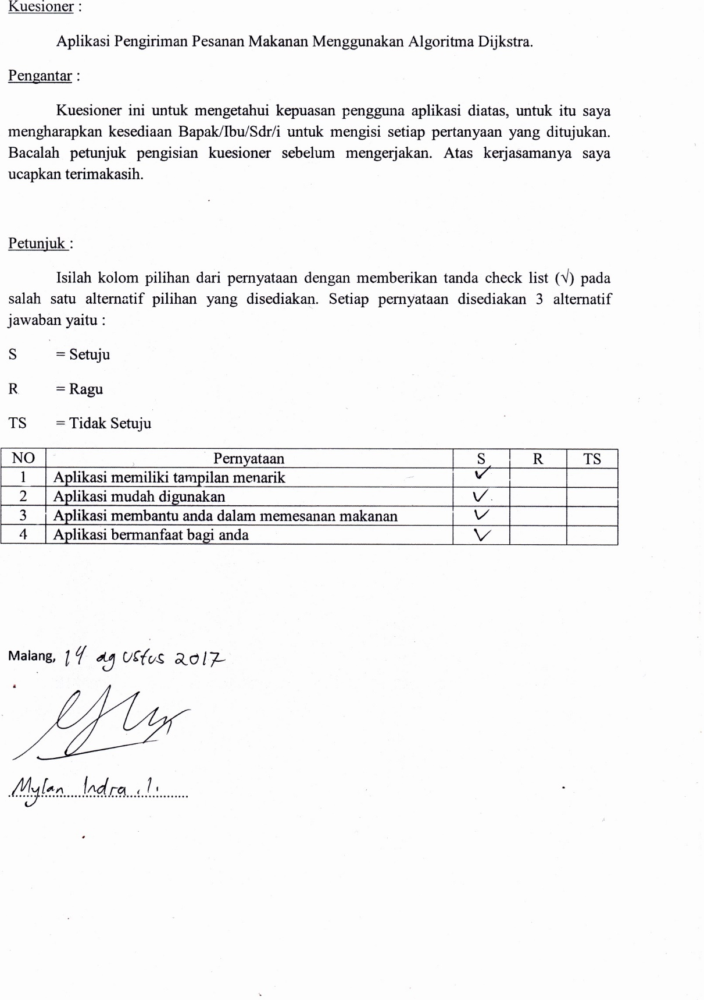 Kuesioner :
Aplikasi Pengiriman Pesanan Makanan Menggunakan Algoritma Dijkstra.
Pengantar :
Kuesioner ini untuk mengetahui kepuasan pengguna aplikasi diatas, untuk itu saya
mengharapkan kesediaan Bapak/Ibu/Sdr/i untuk mengisi setiap pertanyaan yang ditujukan.
Bacalah petunjuk pengisian kuesioner sebelum mengerjakan. Atas kerjasamanya saya
ucapkan terimakasih.
Petunjuk :
Isilah kolom pilihan dari pernyataan dengan memberikan tanda check list (√) pada
salah satu alternatif pilihan yang disediakan. Setiap pernyataan disediakan 3 alternatif
jawaban yaitu :
S = Setuju
R = Ragu
TS = Tidak Setuju
NO Pernyataan S R TS
1 Aplikasi memiliki tampilan menarik ✓
2 Aplikasi mudah digunakan ✓
3 Aplikasi membantu anda dalam memesanan makanan ✓
4 Aplikasi bermanfaat bagi anda ✓
Malang, 14 agustus 2017
Mylan Indra